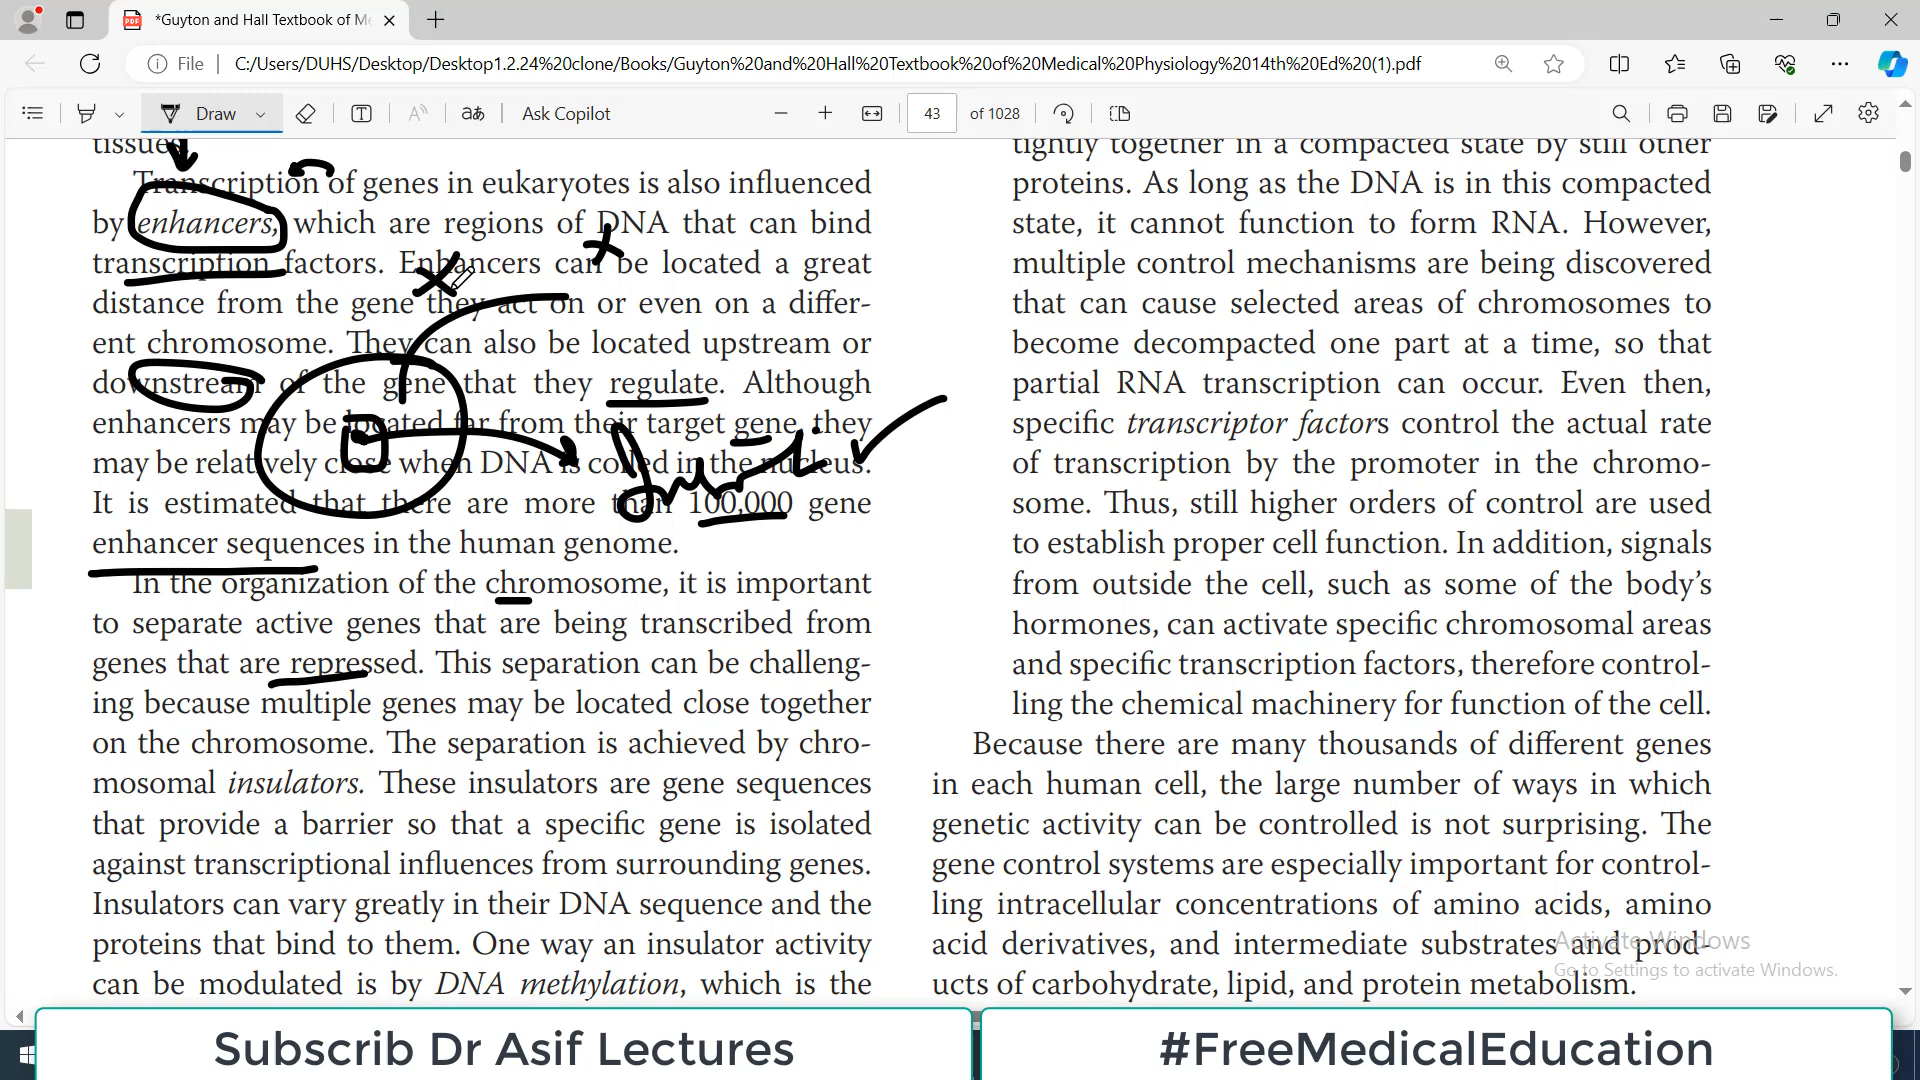 *Guyton and Hall Textbook of Me
File
C:/Users/DUHS/Desktop/Desktop1.2.24%20clone/Books/Guyton%20and%20Hall%20Textbook%20of%20Medical%20Physiology%2014th%20Ed%20(1).pdf
Draw
Ask Copilot
43 of 1028
tissues.
Transcription of genes in eukaryotes is also influenced
by enhancers, which are regions of DNA that can bind
transcription factors. Enhancers can be located a great
distance from the gene they act on or even on a differ-
ent chromosome. They can also be located upstream or
downstream of the gene that they regulate. Although
enhancers may be located far from their target gene, they
may be relatively close when DNA is coiled in the nucleus.
It is estimated that there are more than 100,000 gene
enhancer sequences in the human genome.
In the organization of the chromosome, it is important
to separate active genes that are being transcribed from
genes that are repressed. This separation can be challeng-
ing because multiple genes may be located close together
on the chromosome. The separation is achieved by chro-
mosomal insulators. These insulators are gene sequences
that provide a barrier so that a specific gene is isolated
against transcriptional influences from surrounding genes.
Insulators can vary greatly in their DNA sequence and the
proteins that bind to them. One way an insulator activity
can be modulated is by DNA methylation, which is the
tightly together in a compacted state by still other
proteins. As long as the DNA is in this compacted
state, it cannot function to form RNA. However,
multiple control mechanisms are being discovered
that can cause selected areas of chromosomes to
become decompacted one part at a time, so that
partial RNA transcription can occur. Even then,
specific transcriptor factors control the actual rate
of transcription by the promoter in the chromo-
some. Thus, still higher orders of control are used
to establish proper cell function. In addition, signals
from outside the cell, such as some of the body's
hormones, can activate specific chromosomal areas
and specific transcription factors, therefore control-
ling the chemical machinery for function of the cell.
Because there are many thousands of different genes
in each human cell, the large number of ways in which
genetic activity can be controlled is not surprising. The
gene control systems are especially important for control-
ling intracellular concentrations of amino acids, amino
acid derivatives, and intermediate substrates and prod-
ucts of carbohydrate, lipid, and protein metabolism.
Activate Windows
Go to Settings to activate Windows.
Subscrib Dr Asif Lectures
#FreeMedicalEducation